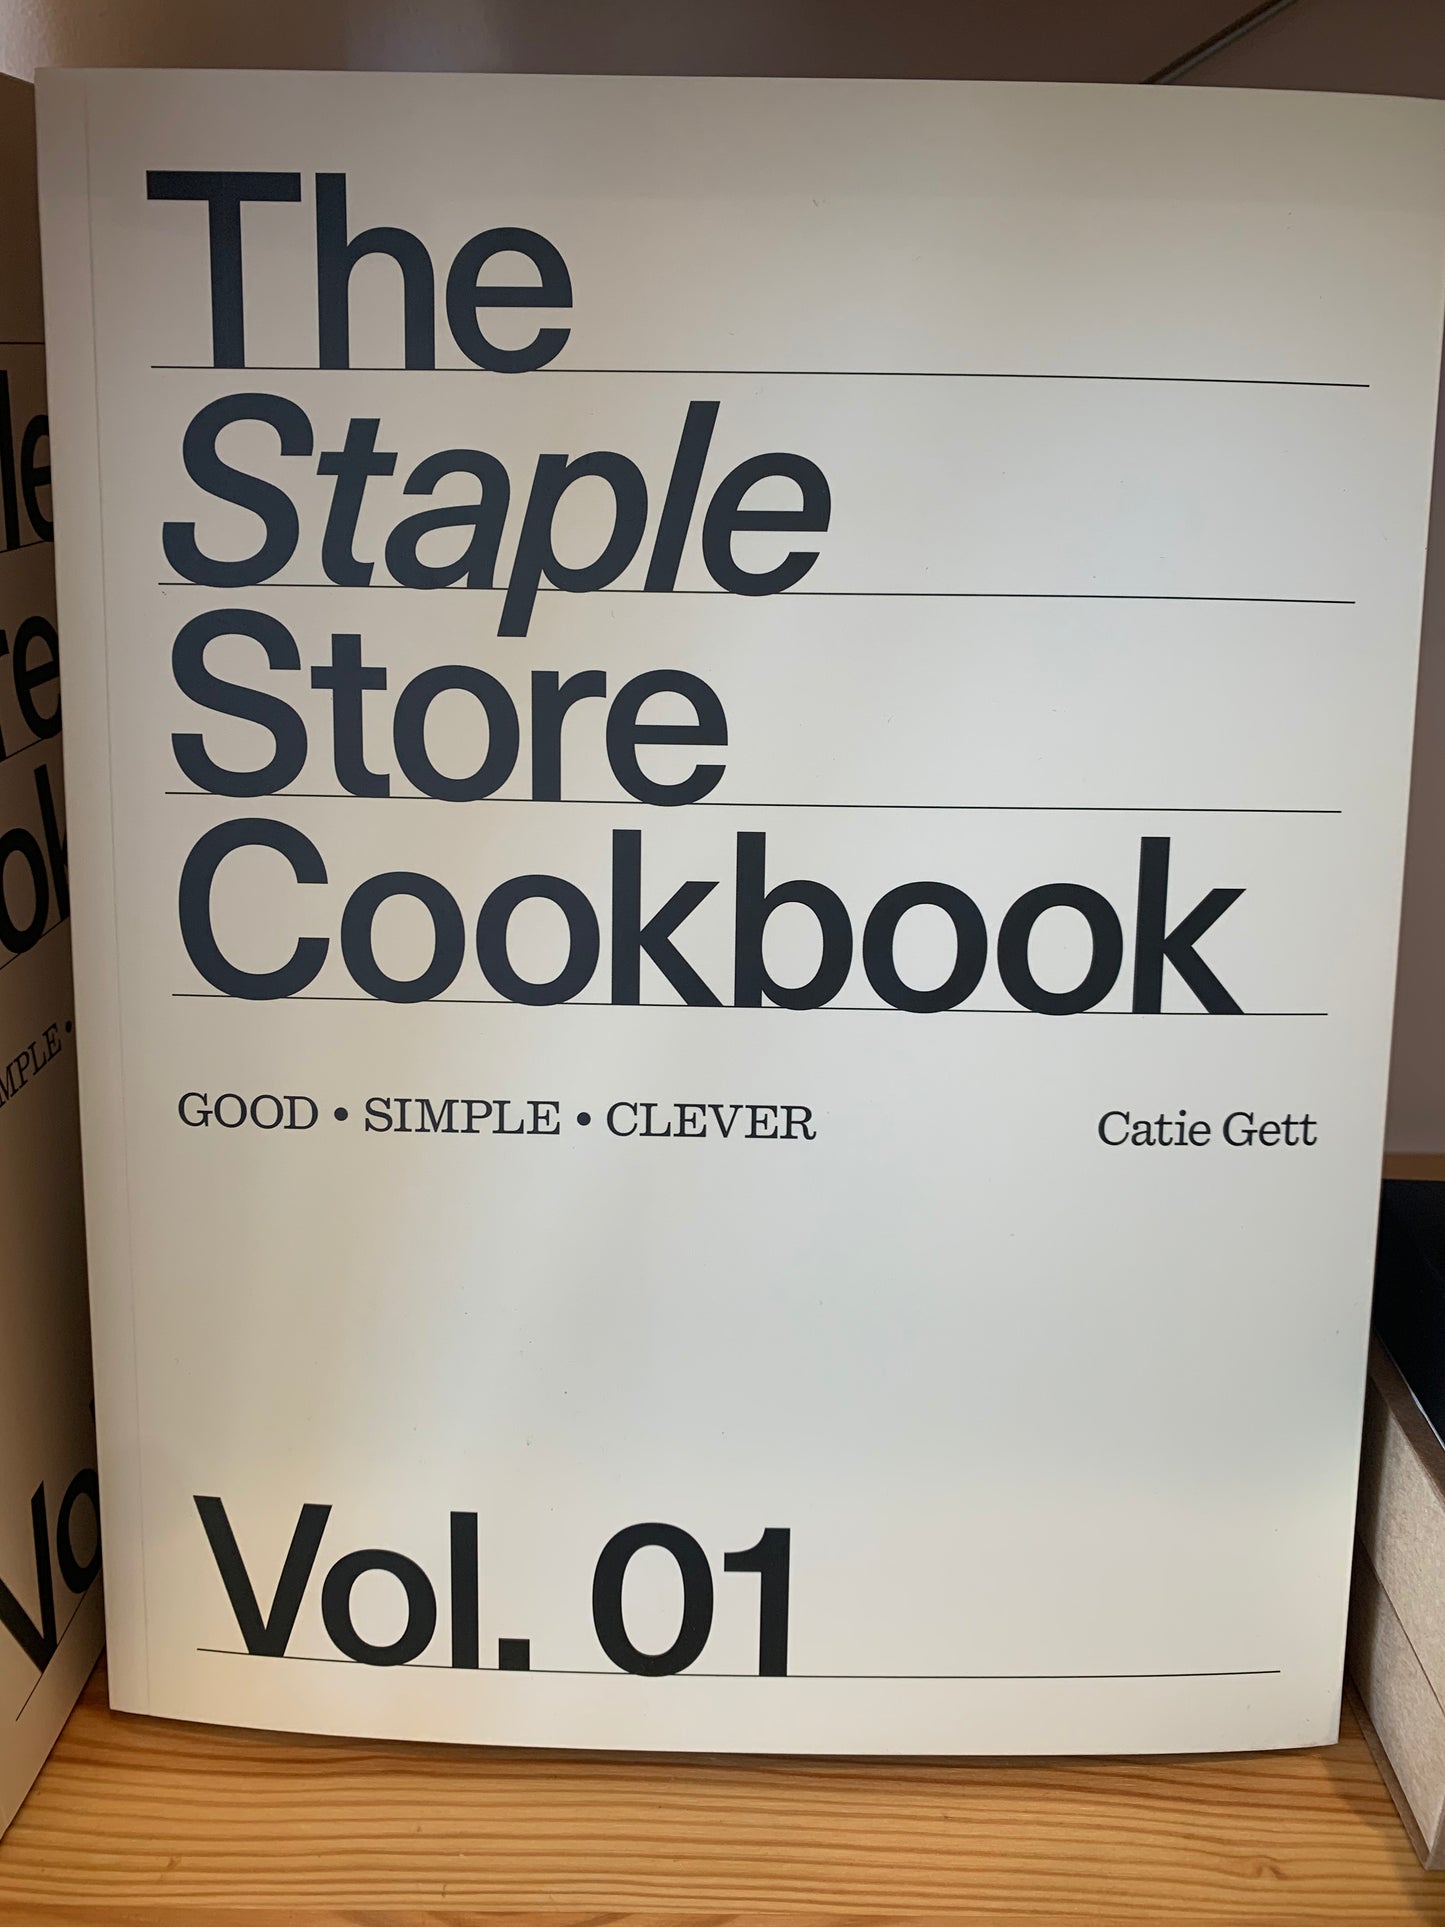 The
Staple
Store
Cookbook
GOOD • SIMPLE • CLEVER
Catie Gett
Vol. 01